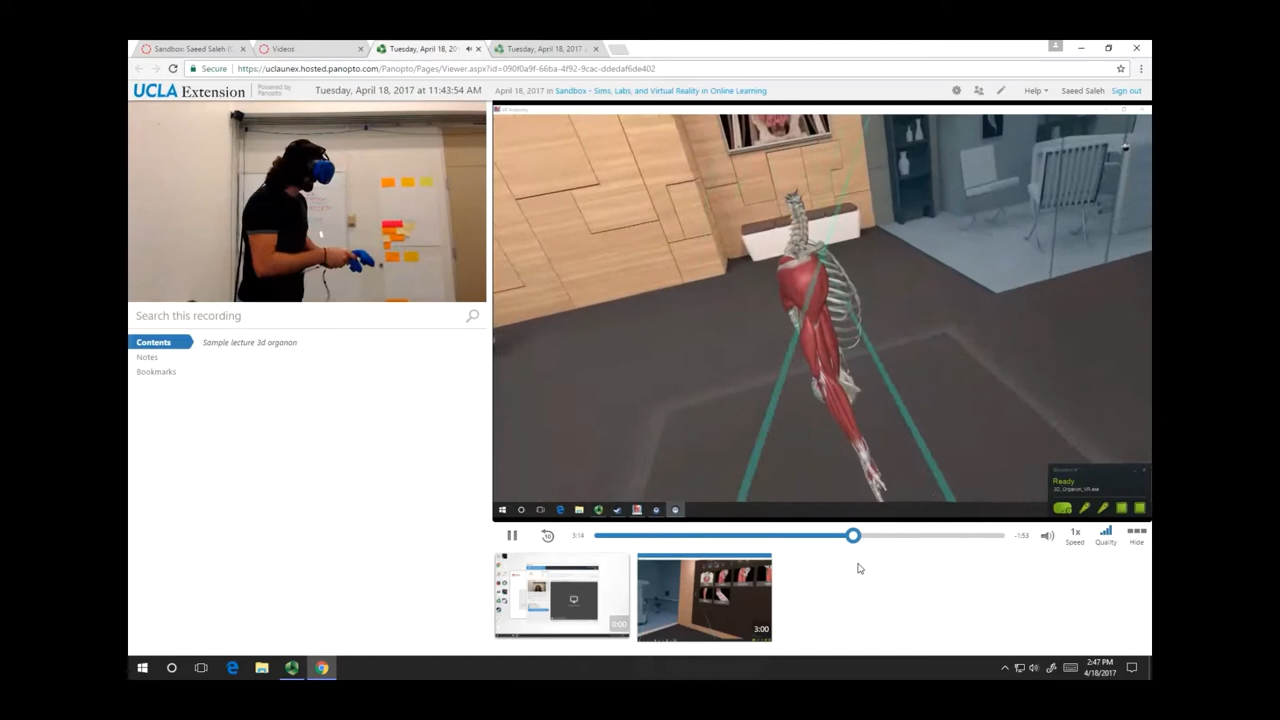 Sandbox: Saeed Saleh (
Videos
Tuesday, April 18, 201
Tuesday, April 18, 2017 a
Secure
https://uclaunex.hosted.panopto.com/Panopto/Pages/Viewer.aspx?id=090f0a9f-66ba-4f92-9cac-ddedaf6de402
UCLA Extension
Powered by
Panopto
Tuesday, April 18, 2017 at 11:43:54 AM
April 18, 2017 in Sandbox - Sims, Labs, and Virtual Reality in Online Learning
Help
Saeed Saleh
Sign out
Search this recording
Contents
Sample lecture 3d organon
Notes
Bookmarks
Ready
3D_Organon_VR.exe
3:14
-1:53
1x
Speed
Quality
Hide
0:00
3:00
2:47 PM
4/18/2017